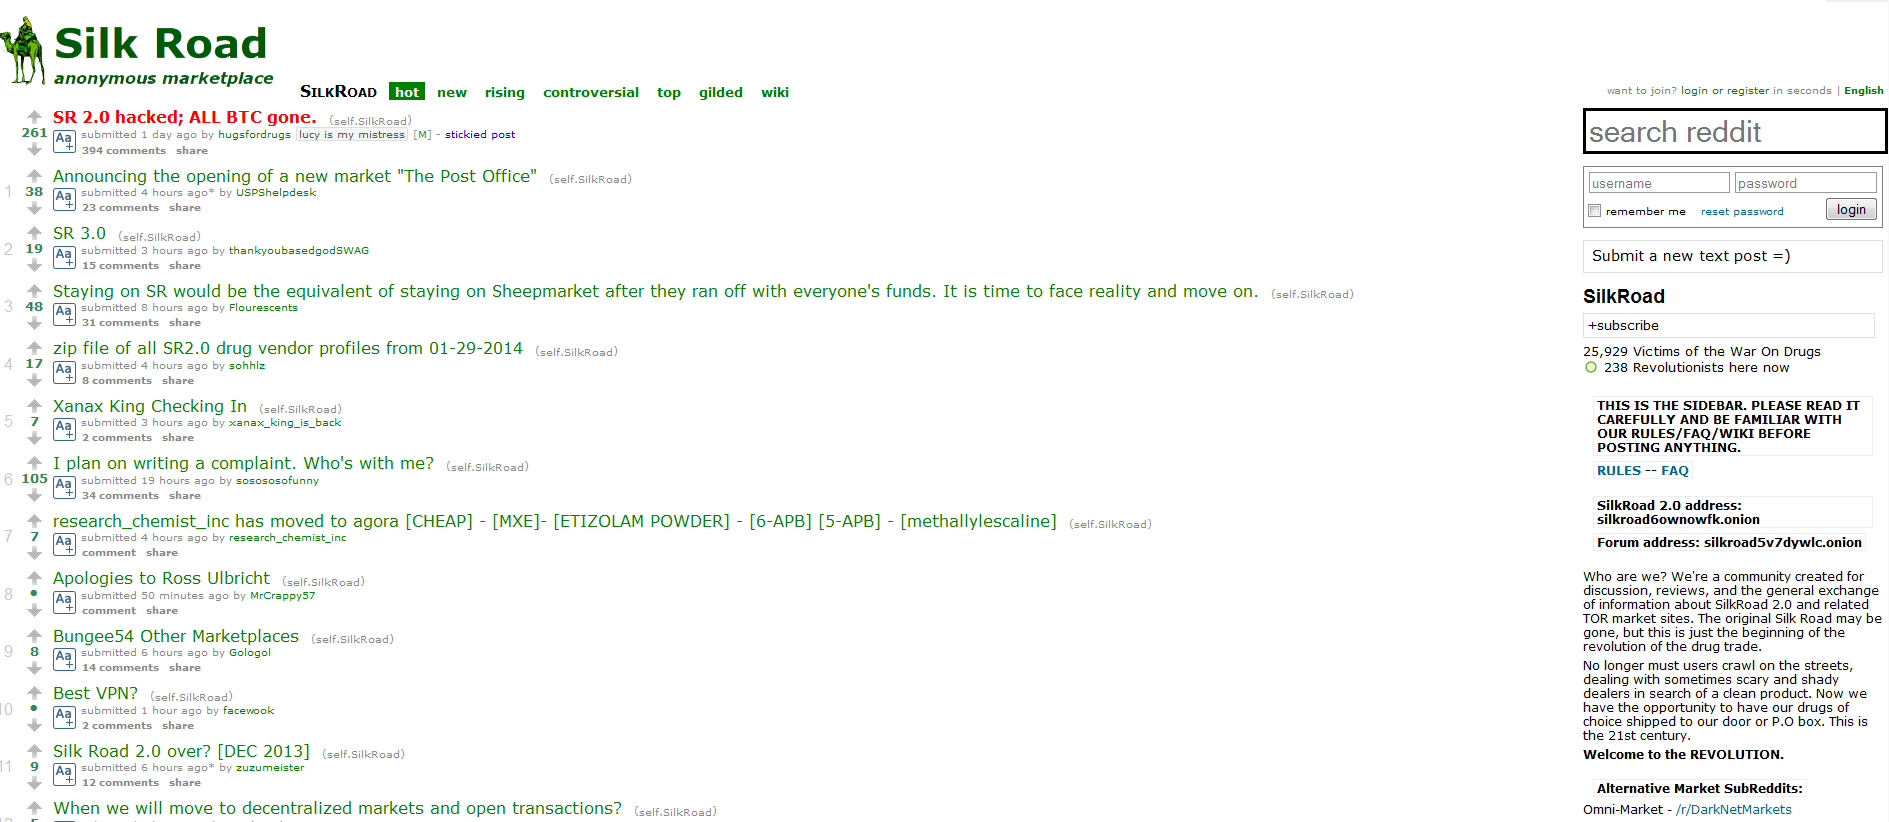 Silk Road
anonymous marketplace
SILKROAD hot new rising controversial top gilded wiki
want to join? login or register in seconds | English
SR 2.0 hacked; ALL BTC gone. (self.SilkRoad)
261
Aa+
submitted 1 day ago by hugsfordrugs lucy is my mistress [M] - stickied post
394 comments share
1
38
Aa+
Announcing the opening of a new market "The Post Office" (self.SilkRoad)
submitted 4 hours ago* by USPShelpdesk
23 comments share
2
19
Aa+
SR 3.0 (self.SilkRoad)
submitted 3 hours ago by thankyoubasedgodSWAG
15 comments share
3
48
Aa+
Staying on SR would be the equivalent of staying on Sheepmarket after they ran off with everyone's funds. It is time to face reality and move on. (self.SilkRoad)
submitted 8 hours ago by Flourescents
31 comments share
4
17
Aa+
zip file of all SR2.0 drug vendor profiles from 01-29-2014 (self.SilkRoad)
submitted 4 hours ago by sohhlz
8 comments share
5
7
Aa+
Xanax King Checking In (self.SilkRoad)
submitted 3 hours ago by xanax_king_is_back
2 comments share
6
105
Aa+
I plan on writing a complaint. Who's with me? (self.SilkRoad)
submitted 19 hours ago by sosososofunny
34 comments share
7
7
Aa+
research_chemist_inc has moved to agora [CHEAP] - [MXE]- [ETIZOLAM POWDER] - [6-APB] [5-APB] - [methallylescaline] (self.SilkRoad)
submitted 4 hours ago by research_chemist_inc
comment share
8
•
Aa+
Apologies to Ross Ulbricht (self.SilkRoad)
submitted 50 minutes ago by MrCrappy57
comment share
9
8
Aa+
Bungee54 Other Marketplaces (self.SilkRoad)
submitted 6 hours ago by Gologol
14 comments share
10
•
Aa+
Best VPN? (self.SilkRoad)
submitted 1 hour ago by facewook
2 comments share
11
9
Aa+
Silk Road 2.0 over? [DEC 2013] (self.SilkRoad)
submitted 6 hours ago* by zuzumeister
12 comments share
When we will move to decentralized markets and open transactions? (self.SilkRoad)
search reddit
username password
remember me reset password login
Submit a new text post =)
SilkRoad
+subscribe
25,929 Victims of the War On Drugs
238 Revolutionists here now
THIS IS THE SIDEBAR. PLEASE READ IT
CAREFULLY AND BE FAMILIAR WITH
OUR RULES/FAQ/WIKI BEFORE
POSTING ANYTHING.
RULES -- FAQ
SilkRoad 2.0 address:
silkroad6ownowfk.onion
Forum address: silkroad5v7dywlc.onion
Who are we? We're a community created for
discussion, reviews, and the general exchange
of information about SilkRoad 2.0 and related
TOR market sites. The original Silk Road may be
gone, but this is just the beginning of the
revolution of the drug trade.
No longer must users crawl on the streets,
dealing with sometimes scary and shady
dealers in search of a clean product. Now we
have the opportunity to have our drugs of
choice shipped to our door or P.O box. This is
the 21st century.
Welcome to the REVOLUTION.
Alternative Market SubReddits:
Omni-Market - /r/DarkNetMarkets